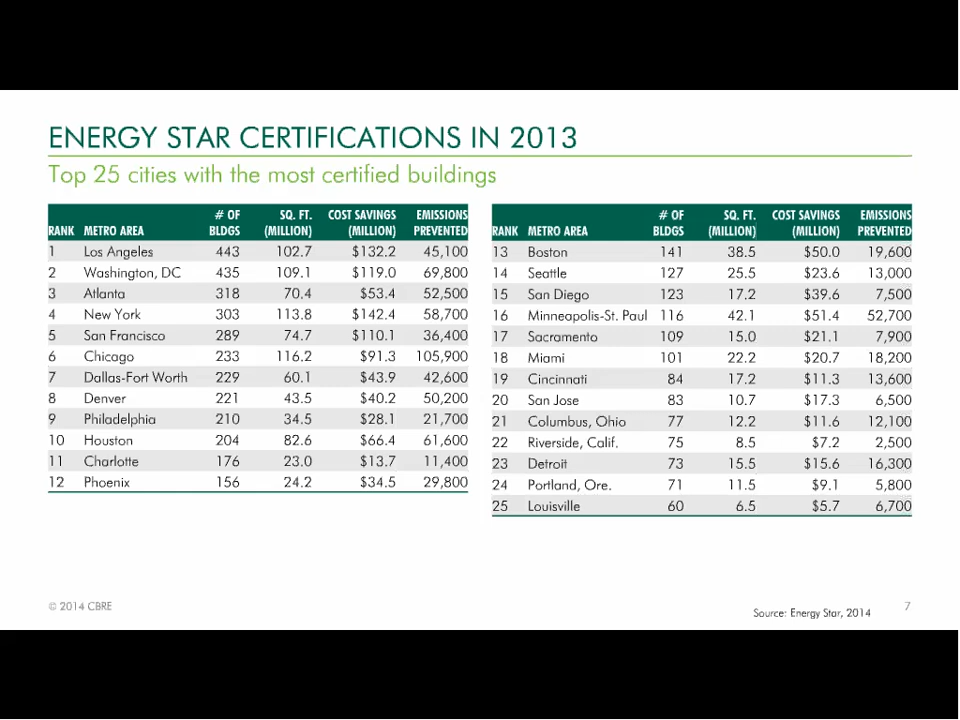 ENERGY STAR CERTIFICATIONS IN 2013
Top 25 cities with the most certified buildings
RANK METRO AREA # OF BLDGS SQ. FT. (MILLION) COST SAVINGS (MILLION) EMISSIONS PREVENTED
1 Los Angeles 443 102.7 $132.2 45,100
2 Washington, DC 435 109.1 $119.0 69,800
3 Atlanta 318 70.4 $53.4 52,500
4 New York 303 113.8 $142.4 58,700
5 San Francisco 289 74.7 $110.1 36,400
6 Chicago 233 116.2 $91.3 105,900
7 Dallas-Fort Worth 229 60.1 $43.9 42,600
8 Denver 221 43.5 $40.2 50,200
9 Philadelphia 210 34.5 $28.1 21,700
10 Houston 204 82.6 $66.4 61,600
11 Charlotte 176 23.0 $13.7 11,400
12 Phoenix 156 24.2 $34.5 29,800
RANK METRO AREA # OF BLDGS SQ. FT. (MILLION) COST SAVINGS (MILLION) EMISSIONS PREVENTED
13 Boston 141 38.5 $50.0 19,600
14 Seattle 127 25.5 $23.6 13,000
15 San Diego 123 17.2 $39.6 7,500
16 Minneapolis-St. Paul 116 42.1 $51.4 52,700
17 Sacramento 109 15.0 $21.1 7,900
18 Miami 101 22.2 $20.7 18,200
19 Cincinnati 84 17.2 $11.3 13,600
20 San Jose 83 10.7 $17.3 6,500
21 Columbus, Ohio 77 12.2 $11.6 12,100
22 Riverside, Calif. 75 8.5 $7.2 2,500
23 Detroit 73 15.5 $15.6 16,300
24 Portland, Ore. 71 11.5 $9.1 5,800
25 Louisville 60 6.5 $5.7 6,700
© 2014 CBRE
Source: Energy Star, 2014
7